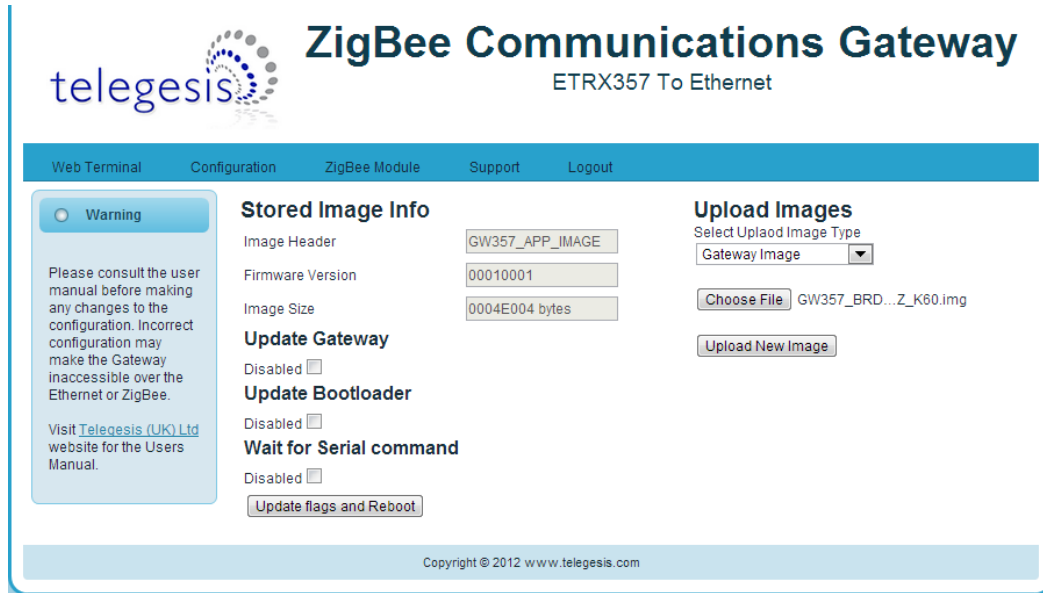 telegesis
ZigBee Communications Gateway
ETRX357 To Ethernet
Web Terminal Configuration ZigBee Module Support Logout
Warning
Please consult the user
manual before making
any changes to the
configuration. Incorrect
configuration may
make the Gateway
inaccessible over the
Ethernet or ZigBee.
Visit Telegesis (UK) Ltd
website for the Users
Manual.
Stored Image Info
Image Header GW357_APP_IMAGE
Firmware Version 00010001
Image Size 0004E004 bytes
Update Gateway
Disabled
Update Bootloader
Disabled
Wait for Serial command
Disabled
Update flags and Reboot
Upload Images
Select Uplaod Image Type
Gateway Image
Choose File GW357_BRD...Z_K60.img
Upload New Image
Copyright © 2012 www.telegesis.com